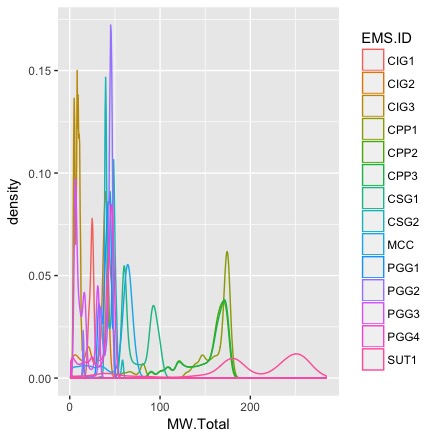 EMS.ID
CIG1
CIG2
CIG3
CPP1
CPP2
CPP3
CSG1
CSG2
MCC
PGG1
PGG2
PGG3
PGG4
SUT1
0.15
0.10
0.05
0.00
density
0
100
200
MW.Total